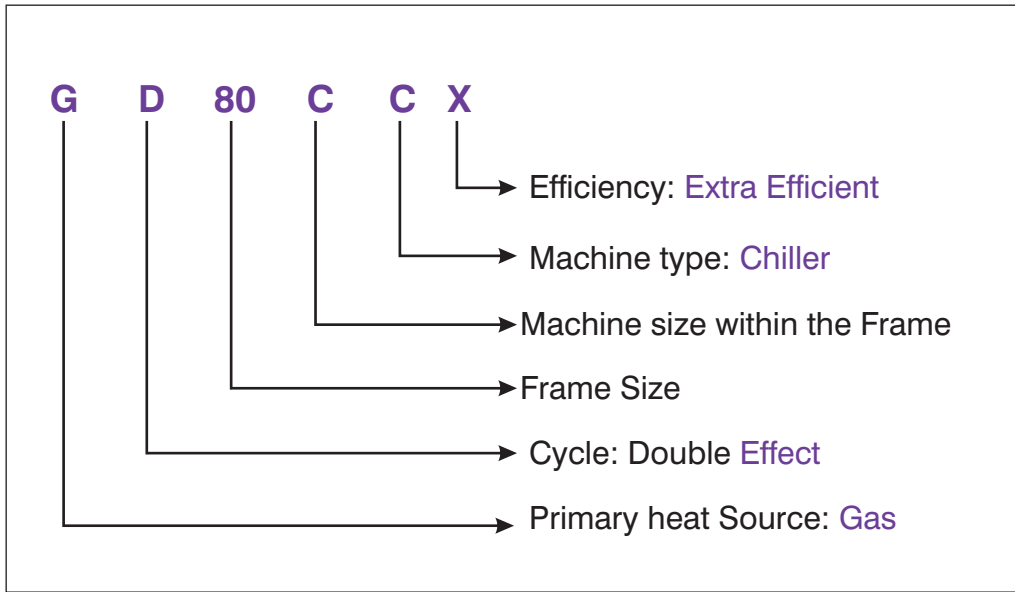 G D 80 C C X
Efficiency: Extra Efficient
Machine type: Chiller
Machine size within the Frame
Frame Size
Cycle: Double Effect
Primary heat Source: Gas